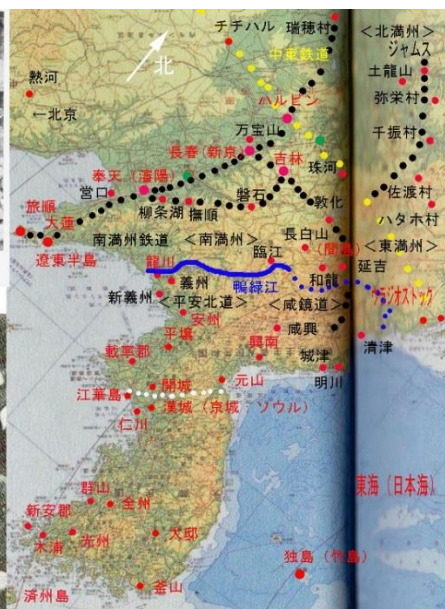 チチハル
瑞穂村
<北満州>
ジャムス
中東鉄道
土龍山
熱河
北
弥栄村
ハルピン
←北京
万宝山
千振村
長春(新京)
吉林
珠河
佐渡村
奉天(瀋陽)
営口
磐石
敦化
ハタホ村
旅順
大蓮
柳条湖
撫順
長白山
<東満州>
南満州鉄道
<南満州>
臨江
(間島)
遼東半島
龍川
和龍
延吉
義州
鴨緑江
ウラジオストック
新義州
<平安北道>
<咸鏡道>
安州
咸興
平壌
興南
城津
清津
載寧郡
明川
開城
元山
江華島
漢城(京城:ソウル)
仁川
東海(日本海)
群山
全州
新安郡
木浦
光州
大邱
独島(竹島)
済州島
釜山